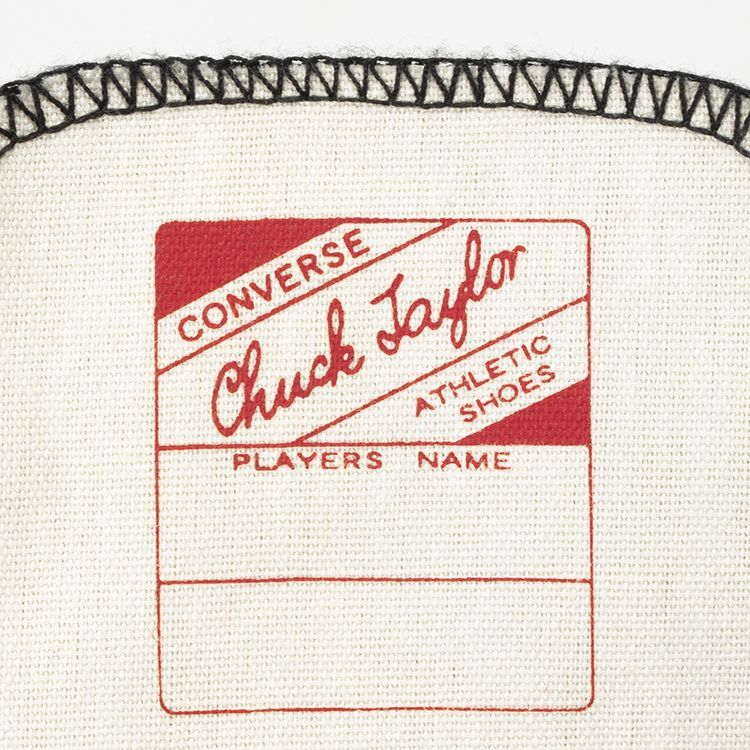 CONVERSE
Chuck Taylor
ATHLETIC
SHOES
PLAYERS NAME